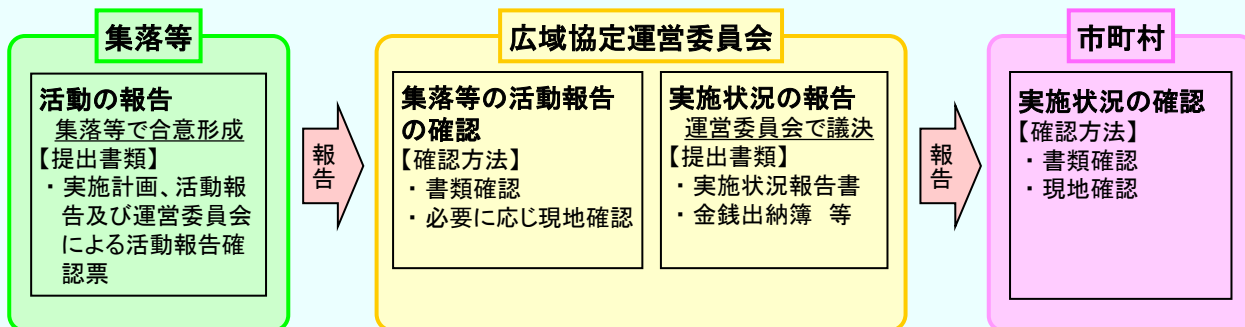 集落等
活動の報告
集落等で合意形成
【提出書類】
・実施計画、活動報
告及び運営委員会
による活動報告確
認票
報告
広域協定運営委員会
集落等の活動報告
の確認
【確認方法】
・書類確認
・必要に応じ現地確認
実施状況の報告
運営委員会で議決
【提出書類】
・実施状況報告書
・金銭出納簿　等
報告
市町村
実施状況の確認
【確認方法】
・書類確認
・現地確認